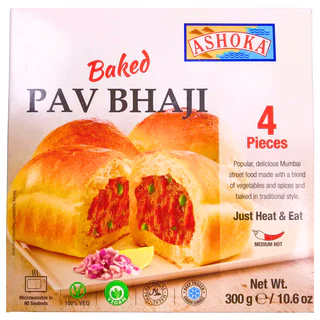 ASHOKA
Baked
PAV BHAJI
4
Pieces
Popular, delicious Mumbai
street food made with a blend
of vegetables and spices and
baked in traditional style.
Just Heat & Eat
MEDIUM HOT
Microwaveable in
90 Seconds
100% VEG
VEGAN
Net Wt.
300 g ℮ / 10.6 oz